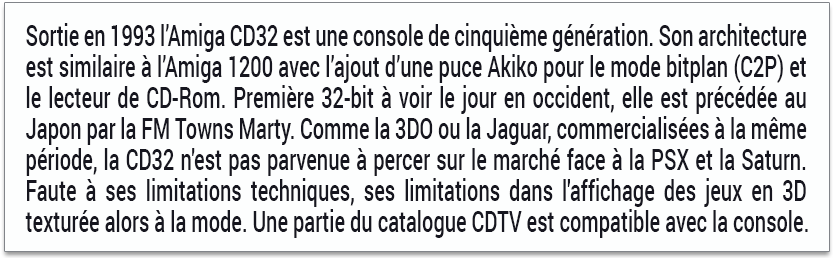 Sortie en 1993 l'Amiga CD32 est une console de cinquième génération. Son architecture
est similaire à l'Amiga 1200 avec l'ajout d'une puce Akiko pour le mode bitplan (C2P) et
le lecteur de CD-Rom. Première 32-bit à voir le jour en occident, elle est précédée au
Japon par la FM Towns Marty. Comme la 3DO ou la Jaguar, commercialisées à la même
période, la CD32 n'est pas parvenue à percer sur le marché face à la PSX et la Saturn.
Faute à ses limitations techniques, ses limitations dans l'affichage des jeux en 3D
texturée alors à la mode. Une partie du catalogue CDTV est compatible avec la console.